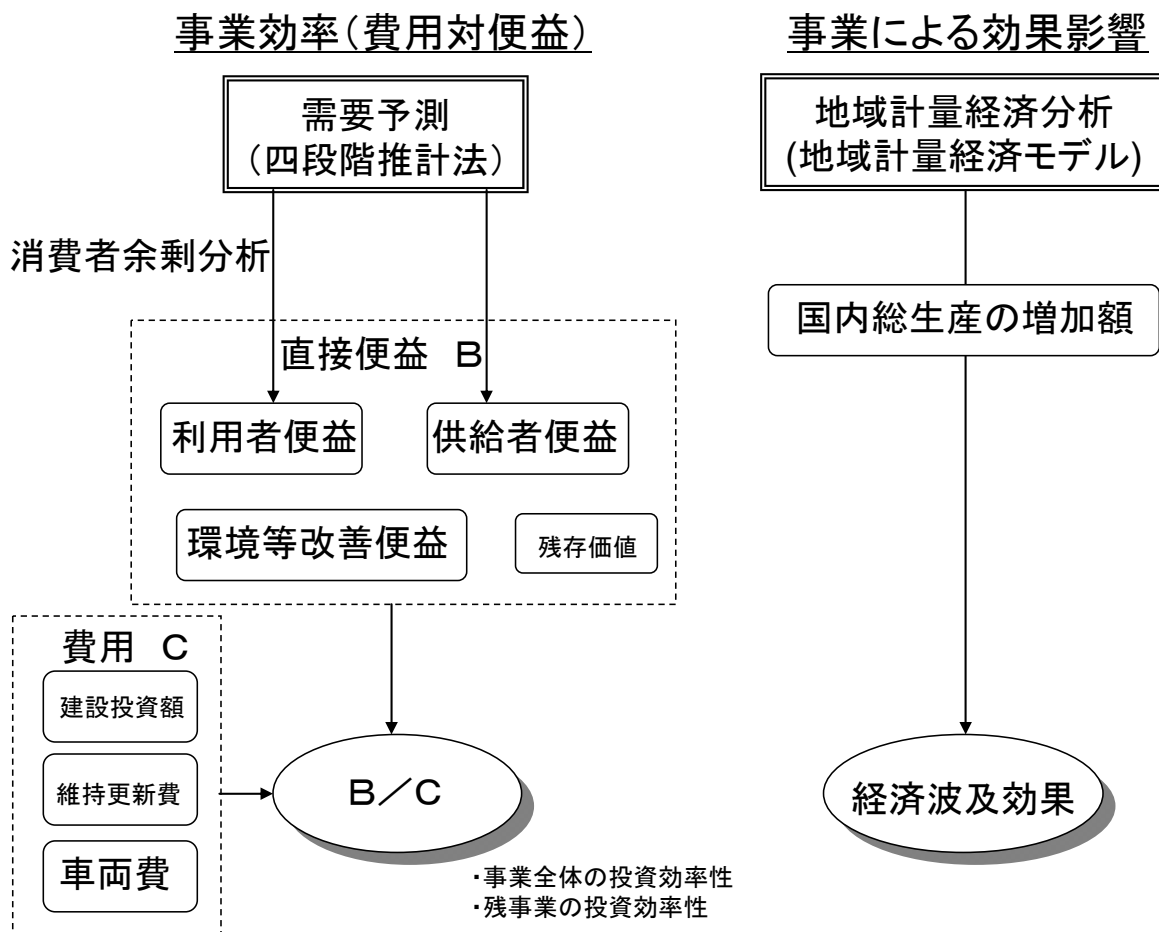 事業効率（費用対便益）
需要予測
（四段階推計法）
消費者余剰分析
直接便益　Ｂ
利用者便益
供給者便益
環境等改善便益
残存価値
費用　Ｃ
建設投資額
維持更新費
車両費
Ｂ／Ｃ
・事業全体の投資効率性
・残事業の投資効率性
事業による効果影響
地域計量経済分析
(地域計量経済モデル)
国内総生産の増加額
経済波及効果